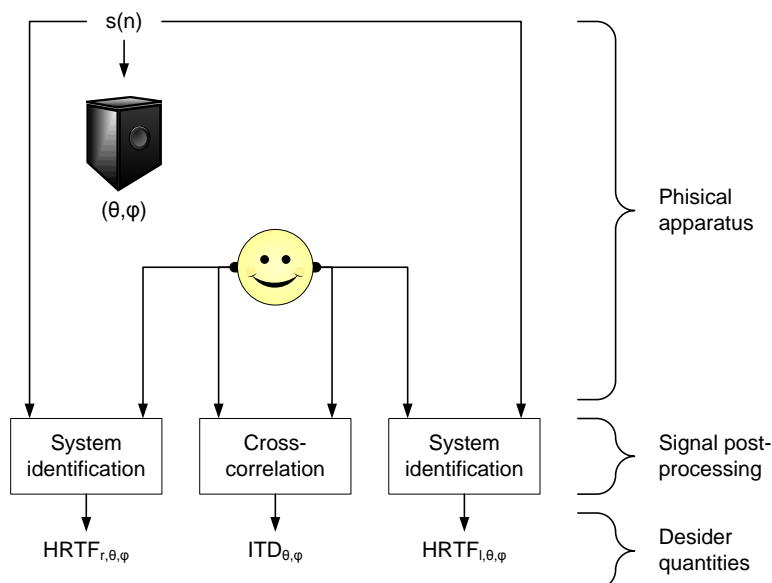 s(n)
(θ,φ)
Phisical
apparatus
System
identification
Cross-
correlation
System
identification
Signal post-
processing
HRTFr,θ,φ
ITDθ,φ
HRTFl,θ,φ
Desider
quantities